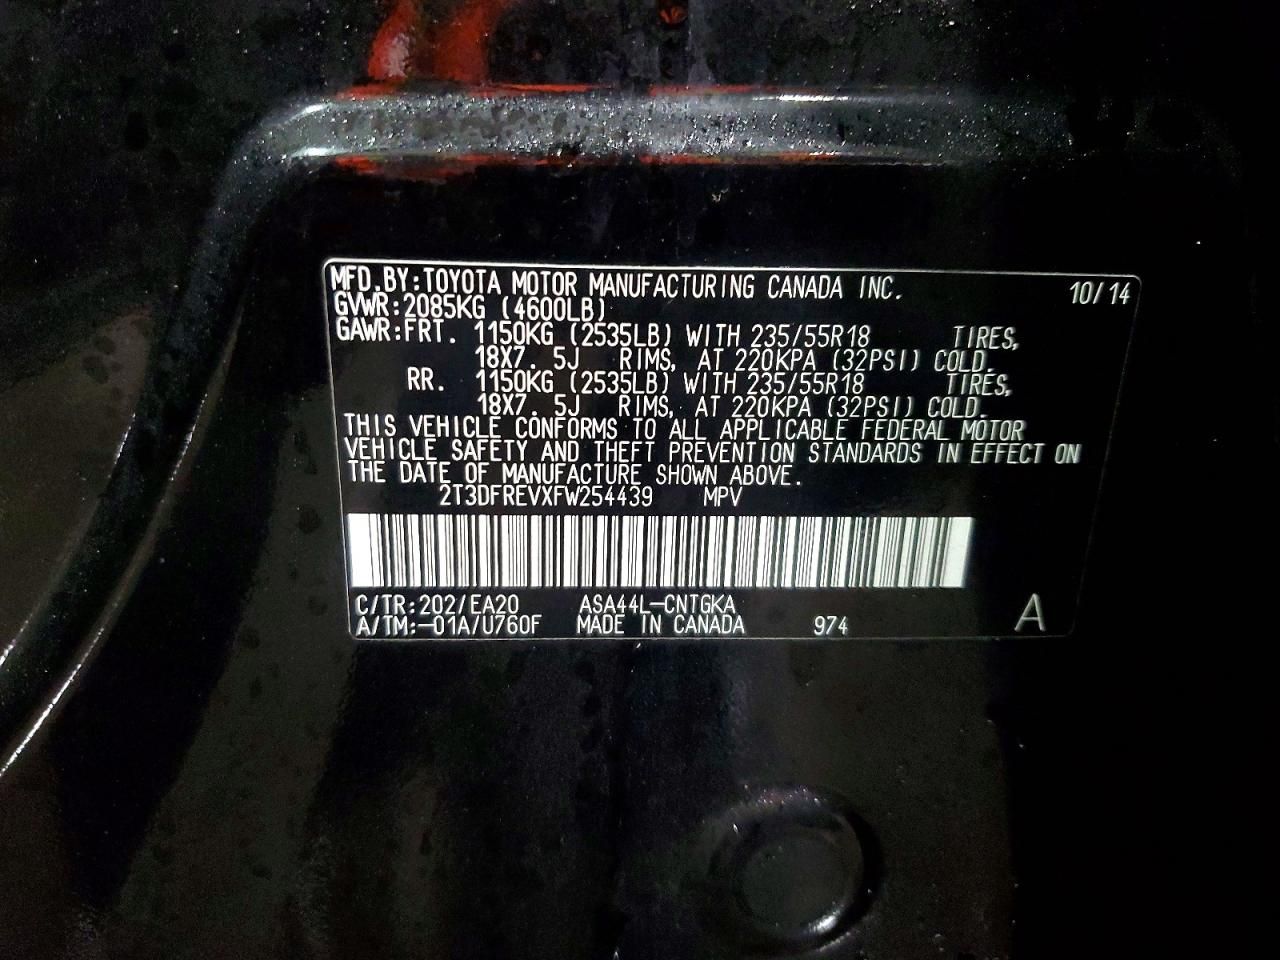 MFD.BY:TOYOTA MOTOR MANUFACTURING CANADA INC. 10/14
GVWR:2085KG (4600LB)
GAWR:FRT. 1150KG (2535LB) WITH 235/55R18 TIRES,
18X7.5J RIMS, AT 220KPA (32PSI) COLD.
RR. 1150KG (2535LB) WITH 235/55R18 TIRES,
18X7.5J RIMS, AT 220KPA (32PSI) COLD.
THIS VEHICLE CONFORMS TO ALL APPLICABLE FEDERAL MOTOR
VEHICLE SAFETY AND THEFT PREVENTION STANDARDS IN EFFECT ON
THE DATE OF MANUFACTURE SHOWN ABOVE.
2T3DFREVXFW254439 MPV
C/TR:202/EA20 ASA44L-CNTGKA
A/TM:-01A/U760F MADE IN CANADA 974 A